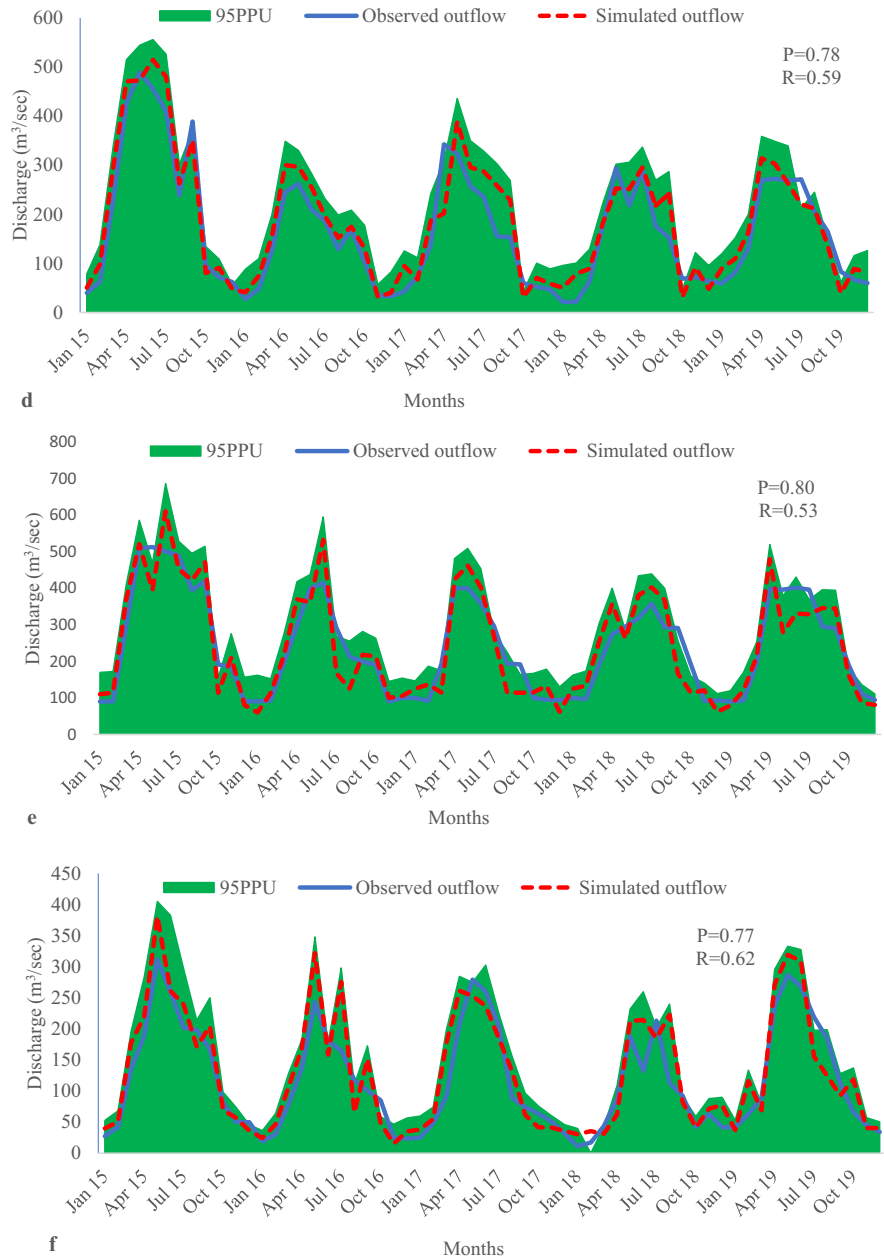 95PPU Observed outflow Simulated outflow
P=0.78
R=0.59
Discharge (m³/sec)
600
500
400
300
200
100
0
Jan 15
Apr 15
Jul 15
Oct 15
Jan 16
Apr 16
Jul 16
Oct 16
Jan 17
Apr 17
Jul 17
Oct 17
Jan 18
Apr 18
Jul 18
Oct 18
Jan 19
Apr 19
Jul 19
Oct 19
d
Months
95PPU Observed outflow Simulated outflow
P=0.80
R=0.53
Discharge (m³/sec)
800
700
600
500
400
300
200
100
0
Jan 15
Apr 15
Jul 15
Oct 15
Jan 16
Apr 16
Jul 16
Oct 16
Jan 17
Apr 17
Jul 17
Oct 17
Jan 18
Apr 18
Jul 18
Oct 18
Jan 19
Apr 19
Jul 19
Oct 19
e
Months
95PPU Observed outflow Simulated outflow
P=0.77
R=0.62
Discharge (m³/sec)
450
400
350
300
250
200
150
100
50
0
Jan 15
Apr 15
Jul 15
Oct 15
Jan 16
Apr 16
Jul 16
Oct 16
Jan 17
Apr 17
Jul 17
Oct 17
Jan 18
Apr 18
Jul 18
Oct 18
Jan 19
Apr 19
Jul 19
Oct 19
f
Months